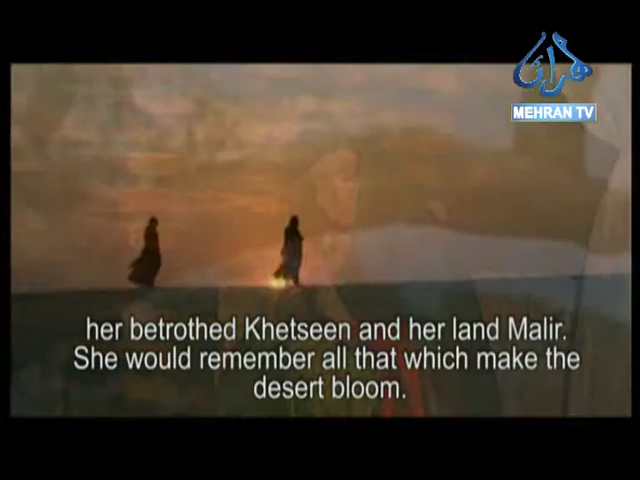 مهراڻ
MEHRAN TV
her betrothed Khetseen and her land Malir.
She would remember all that which make the
desert bloom.